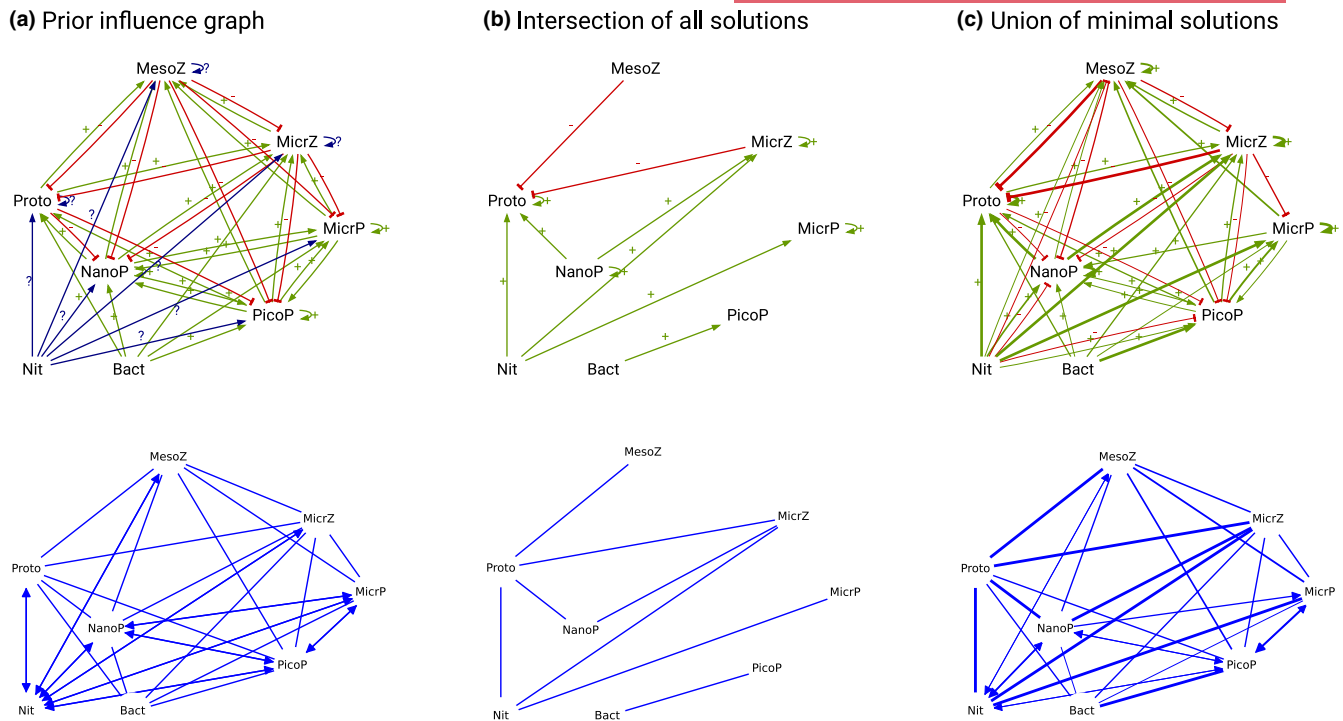 (a) Prior influence graph
(b) Intersection of all solutions
(c) Union of minimal solutions
MesoZ
?
MicrZ
?
Proto
?
MicrP
+
NanoP
PicoP
+
Nit
Bact
MesoZ
-
MicrZ
+
-
Proto
+
MicrP
+
NanoP
+
PicoP
Nit
Bact
+
MesoZ
+
MicrZ
+
Proto
+
MicrP
+
NanoP
PicoP
Nit
Bact
MesoZ
MicrZ
Proto
MicrP
NanoP
PicoP
Nit
Bact
MesoZ
MicrZ
Proto
MicrP
NanoP
PicoP
Nit
Bact
MesoZ
MicrZ
Proto
MicrP
NanoP
PicoP
Nit
Bact